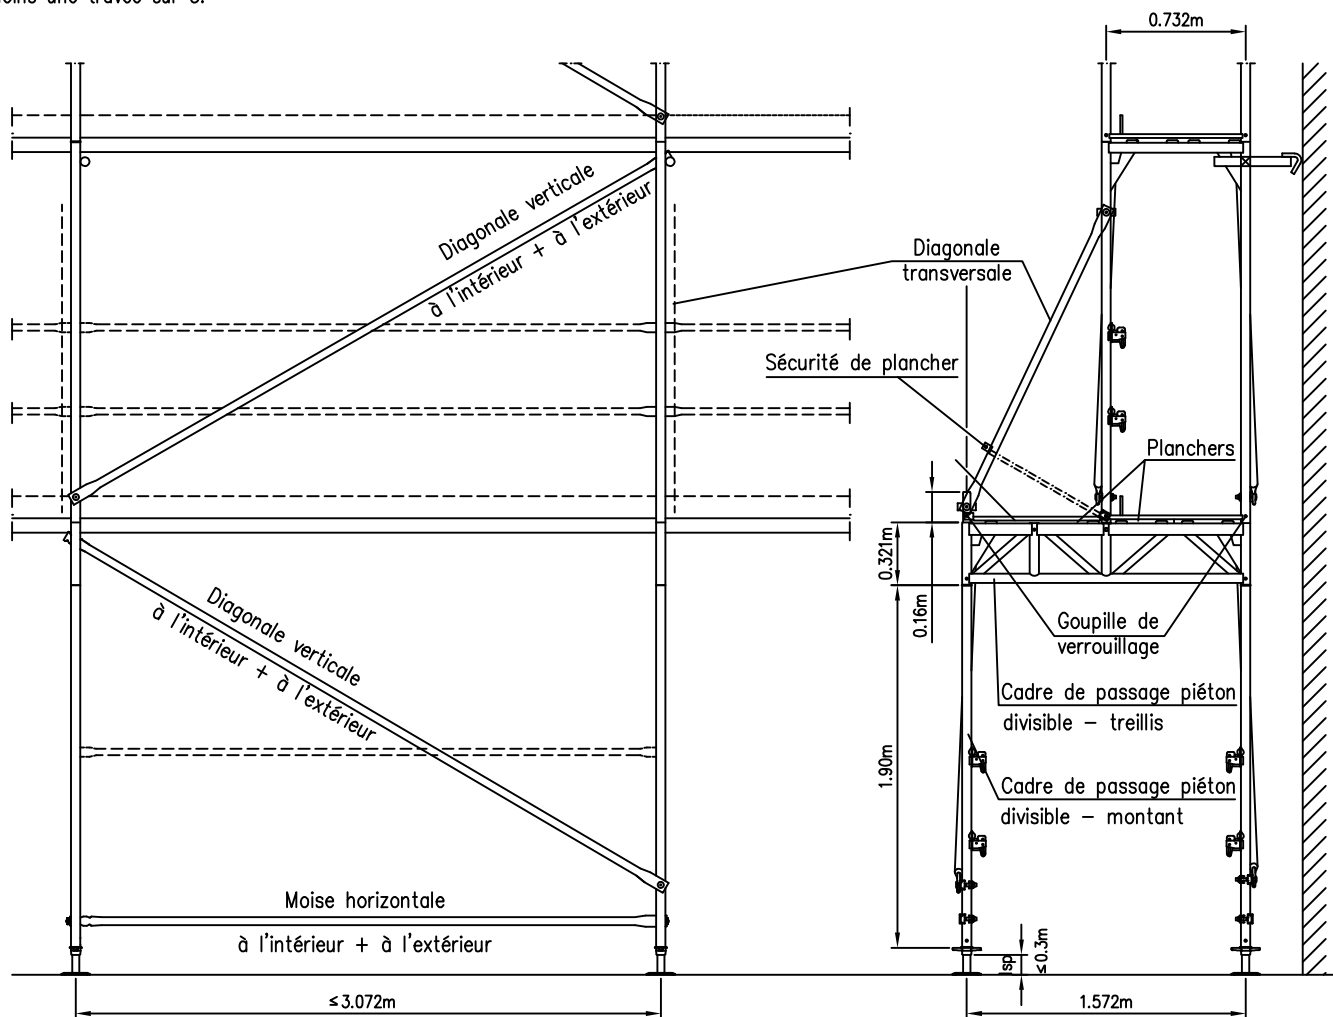 0.732m
Diagonale verticale
à l'intérieur + à l'extérieur
Diagonale
transversale
Sécurité de plancher
Planchers
0.321m
0.16m
Diagonale verticale
à l'intérieur + à l'extérieur
Goupille de
verrouillage
Cadre de passage piéton
divisible – treillis
1.90m
Cadre de passage piéton
divisible – montant
Moise horizontale
à l'intérieur + à l'extérieur
≤0.3m
≤3.072m
1.572m